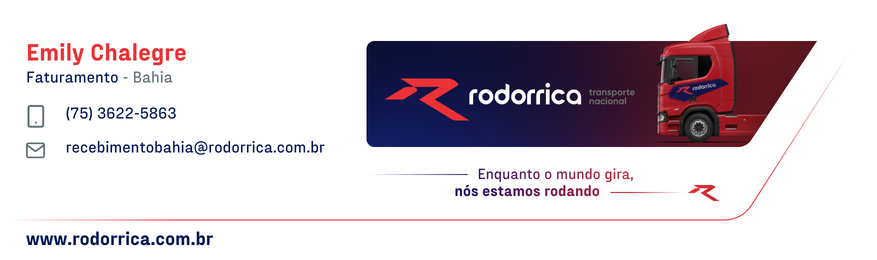 Emily Chalegre
Faturamento - Bahia
(75) 3622-5863
recebimentobahia@rodorrica.com.br
rodorrica
transporte
nacional
rodorrica
Enquanto o mundo gira,
nós estamos rodando
www.rodorrica.com.br